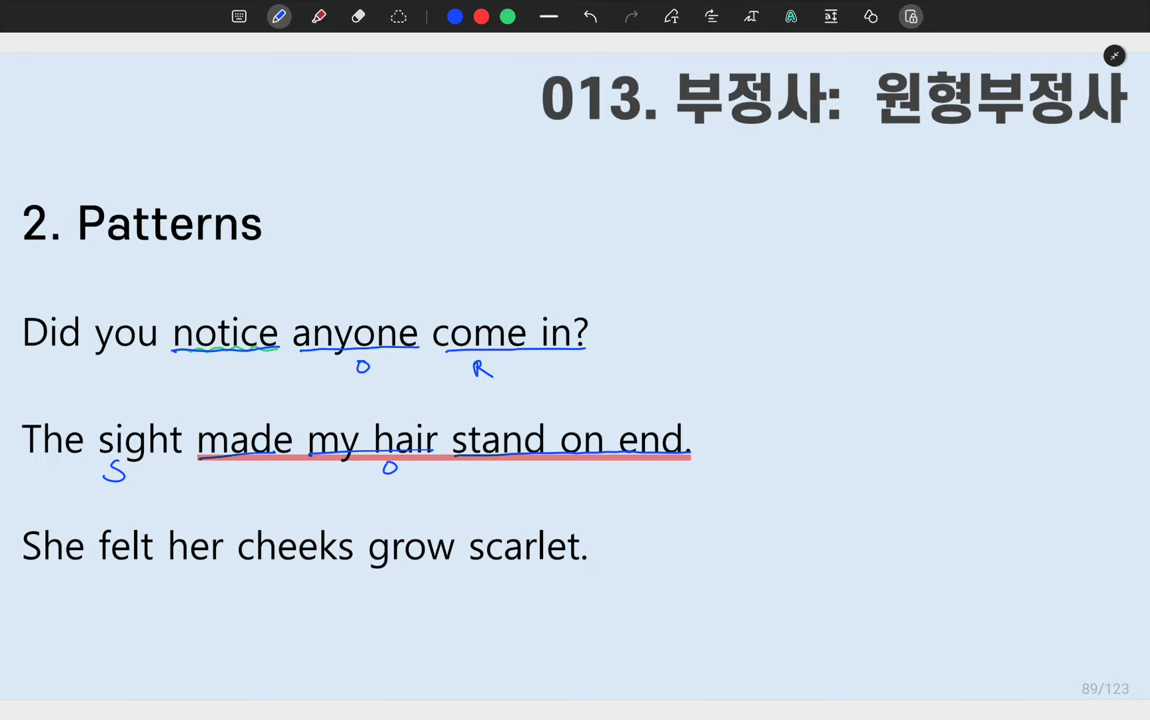 013. 부정사: 원형부정사
2. Patterns
Did you notice anyone come in?
O R
The sight made my hair stand on end.
S O
She felt her cheeks grow scarlet.
89/123